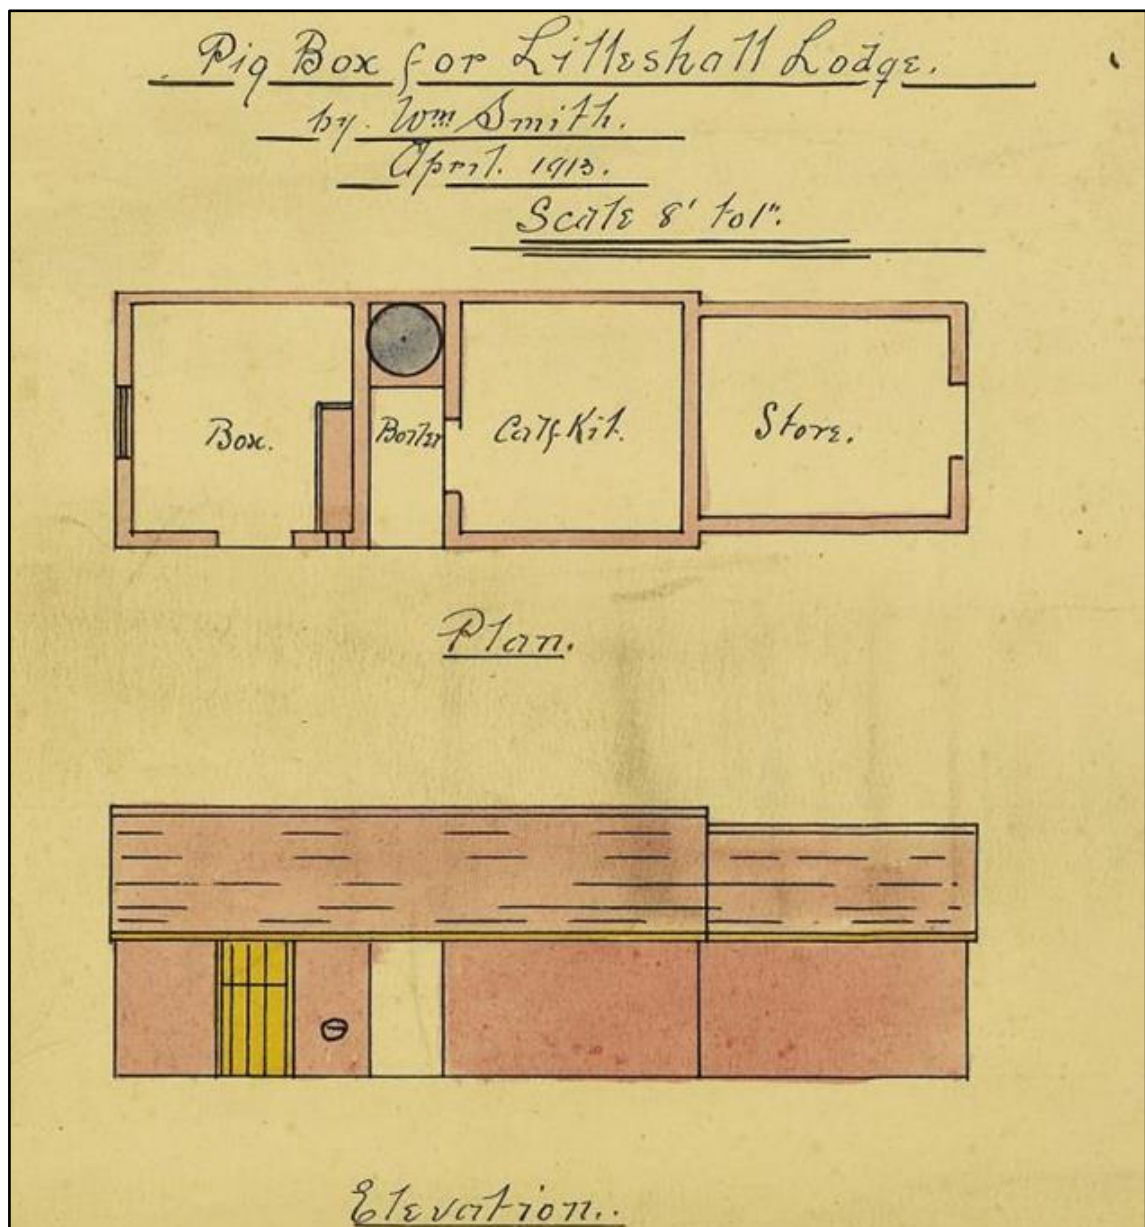 Pig Box for Lilleshall Lodge.
by Wm Smith.
April. 1913.
Scale 8' to 1".
Box.
Boiler
Calf Kit.
Store.
Plan.
Elevation.